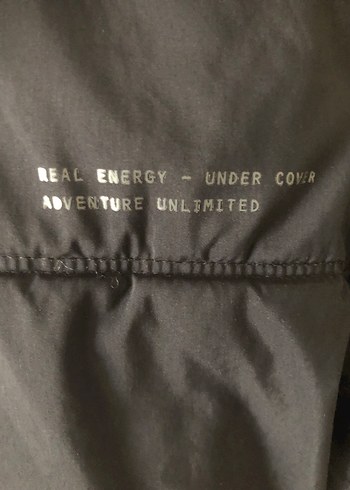 REAL ENERGY – UNDER COVER
ADVENTURE UNLIMITED